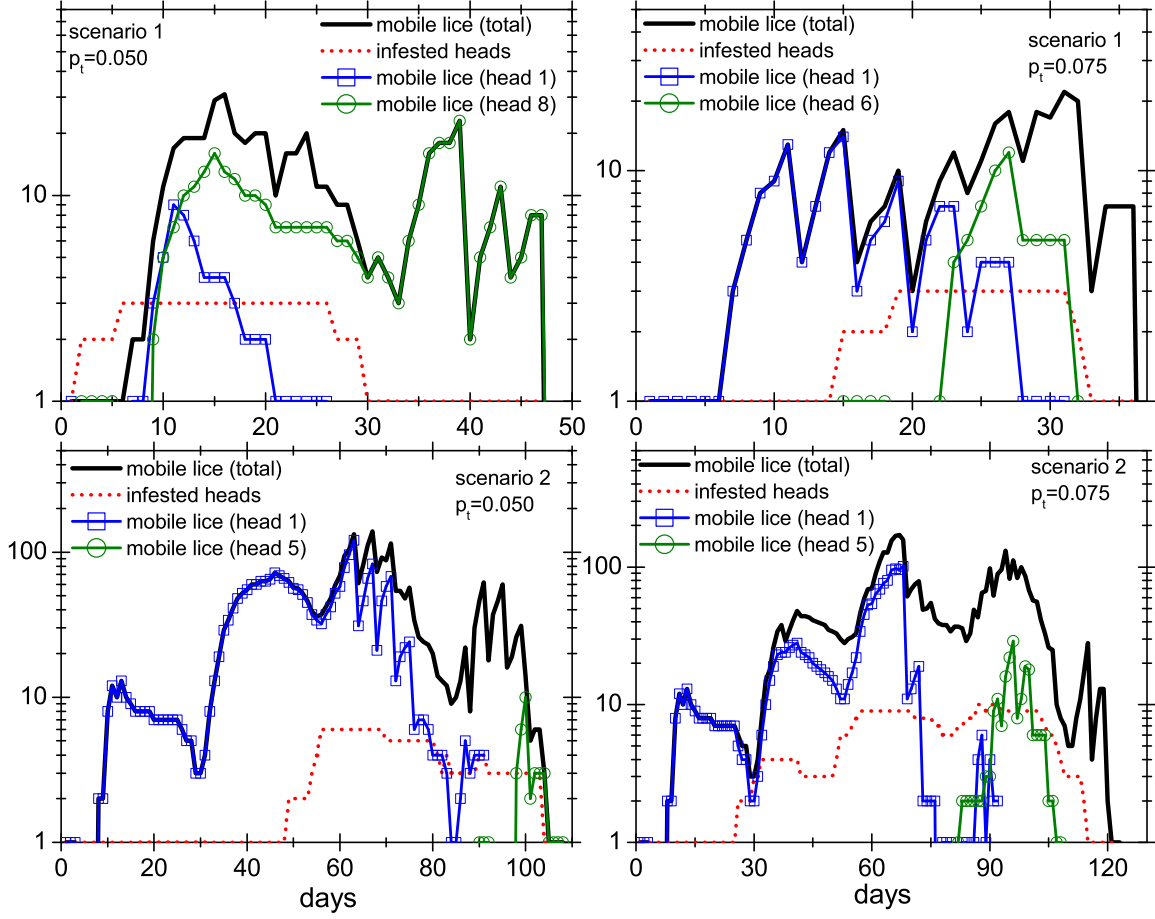 scenario 1
pt=0.050
mobile lice (total)
infested heads
mobile lice (head 1)
mobile lice (head 8)
10
1
0 10 20 30 40 50
mobile lice (total)
infested heads
mobile lice (head 1)
mobile lice (head 6)
scenario 1
pt=0.075
10
1
0 10 20 30
mobile lice (total)
infested heads
mobile lice (head 1)
mobile lice (head 5)
scenario 2
pt=0.050
100
10
1
0 20 40 60 80 100
days
mobile lice (total)
infested heads
mobile lice (head 1)
mobile lice (head 5)
scenario 2
pt=0.075
100
10
1
0 30 60 90 120
days